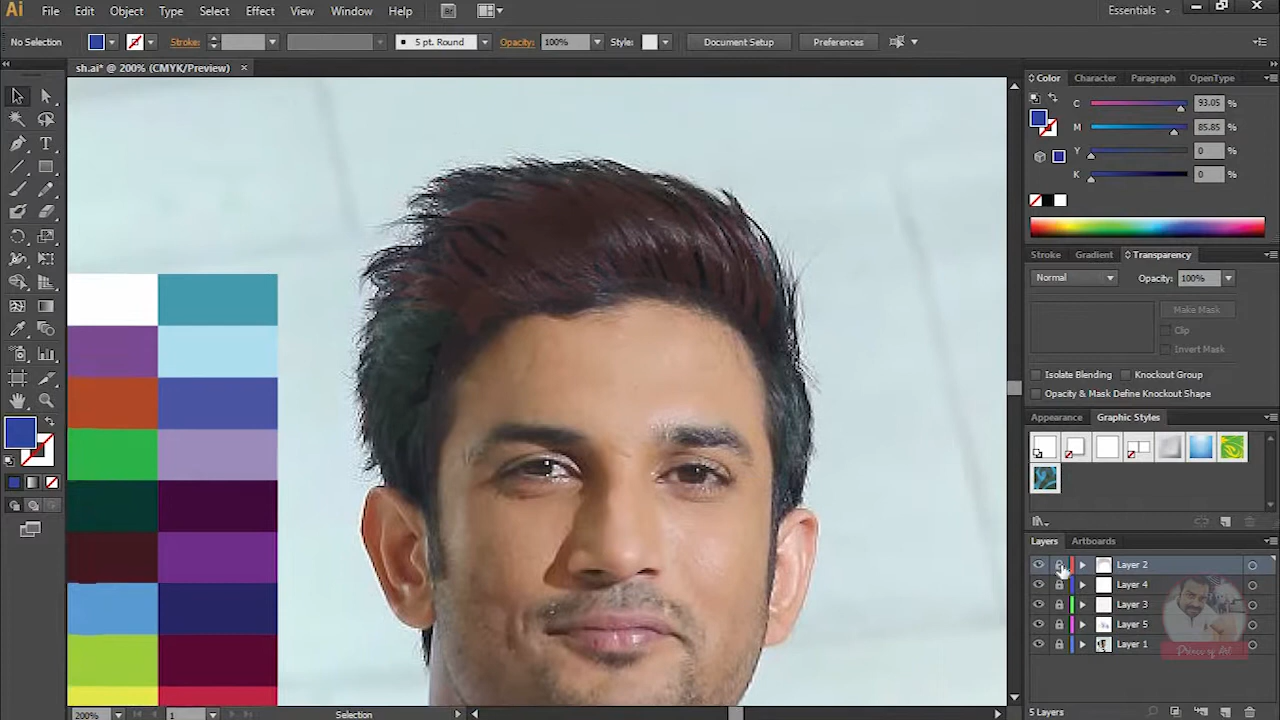 Ai File Edit Object Type Select Effect View Window Help Br Essentials
No Selection Stroke: 5 pt. Round Opacity: 100% Style: Document Setup Preferences
sh.ai* @ 200% (CMYK/Preview) ×
Color Character Paragraph OpenType
C 93.05 %
M 85.85 %
Y 0 %
K 0 %
Stroke Gradient Transparency
Normal Opacity: 100%
Make Mask
Clip
Invert Mask
Isolate Blending Knockout Group
Opacity & Mask Define Knockout Shape
Appearance Graphic Styles
Layers Artboards
Layer 2
Layer 4
Layer 3
Layer 5
Layer 1
Prince of Art
5 Layers
200% 1 Selection